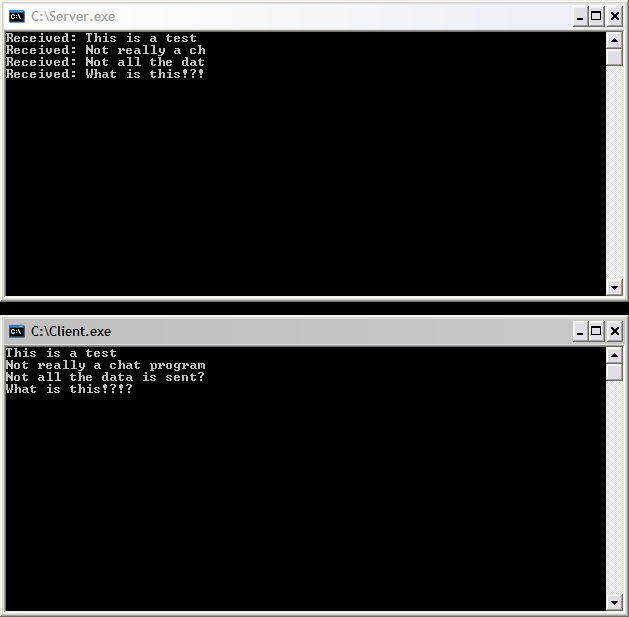 C:\Server.exe
Received: This is a test
Received: Not really a ch
Received: Not all the dat
Received: What is this!?!
C:\Client.exe
This is a test
Not really a chat program
Not all the data is sent?
What is this!?!?